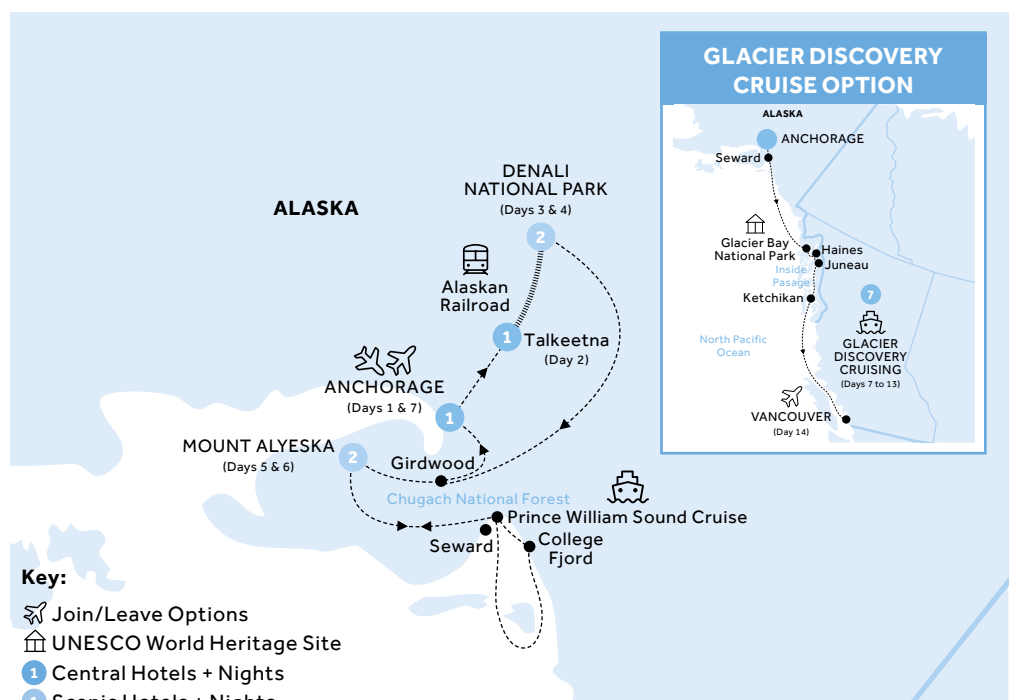 GLACIER DISCOVERY
CRUISE OPTION
ALASKA
ANCHORAGE
Seward
Glacier Bay
National Park
Haines
Juneau
Inside
Pasage
Ketchikan
7
North Pacific
Ocean
GLACIER
DISCOVERY
CRUISING
(Days 7 to 13)
VANCOUVER
(Day 14)
DENALI
NATIONAL PARK
(Days 3 & 4)
2
ALASKA
Alaskan
Railroad
1
Talkeetna
(Day 2)
ANCHORAGE
(Days 1 & 7)
1
MOUNT ALYESKA
(Days 5 & 6)
2
Girdwood
Chugach National Forest
Prince William Sound Cruise
Seward
College
Fjord
Key:
Join/Leave Options
UNESCO World Heritage Site
1 Central Hotels + Nights
1 Scenic Hotels + Nights